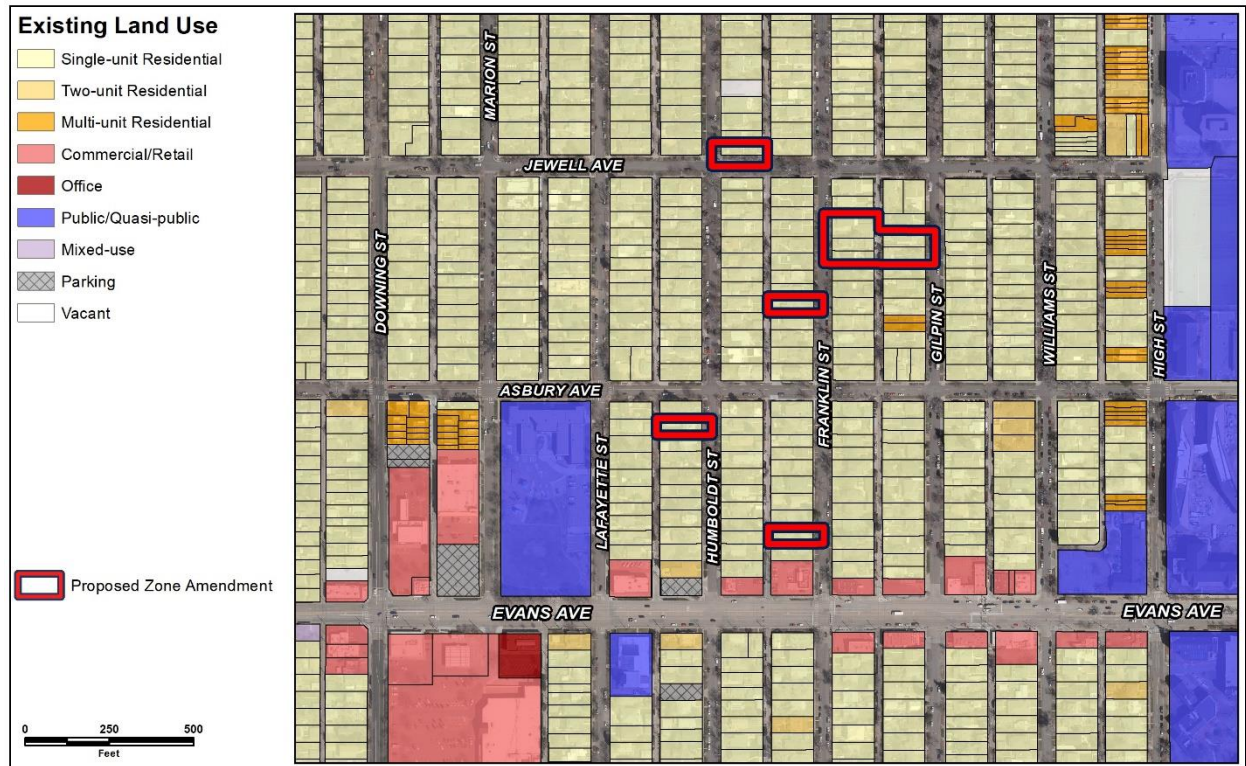 Existing Land Use
Single-unit Residential
Two-unit Residential
Multi-unit Residential
Commercial/Retail
Office
Public/Quasi-public
Mixed-use
Parking
Vacant
Proposed Zone Amendment
0 250 500
Feet
MARION ST
JEWELL AVE
DOWNING ST
GILPIN ST
WILLIAMS ST
HIGH ST
FRANKLIN ST
ASBURY AVE
LAFAYETTE ST
HUMBOLDT ST
EVANS AVE
EVANS AVE